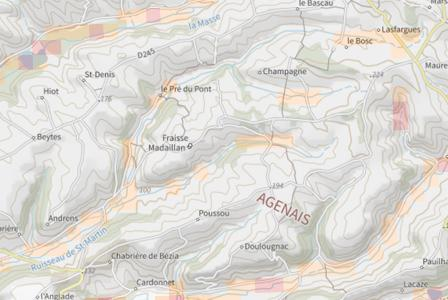 le Bascau
la Masse
Lasfargues
le Bosc
D245
Maure
St-Denis
Champagne
224
Hiot
le Pré du Pont
176
Beytes
Fraisse
Madaillan
100
194
AGENAIS
Andrens
Poussou
Ruisseau de St-Martin
Doulougnac
Chabrière de Bézia
132
Cardonnet
l'Anglade
Lacaze